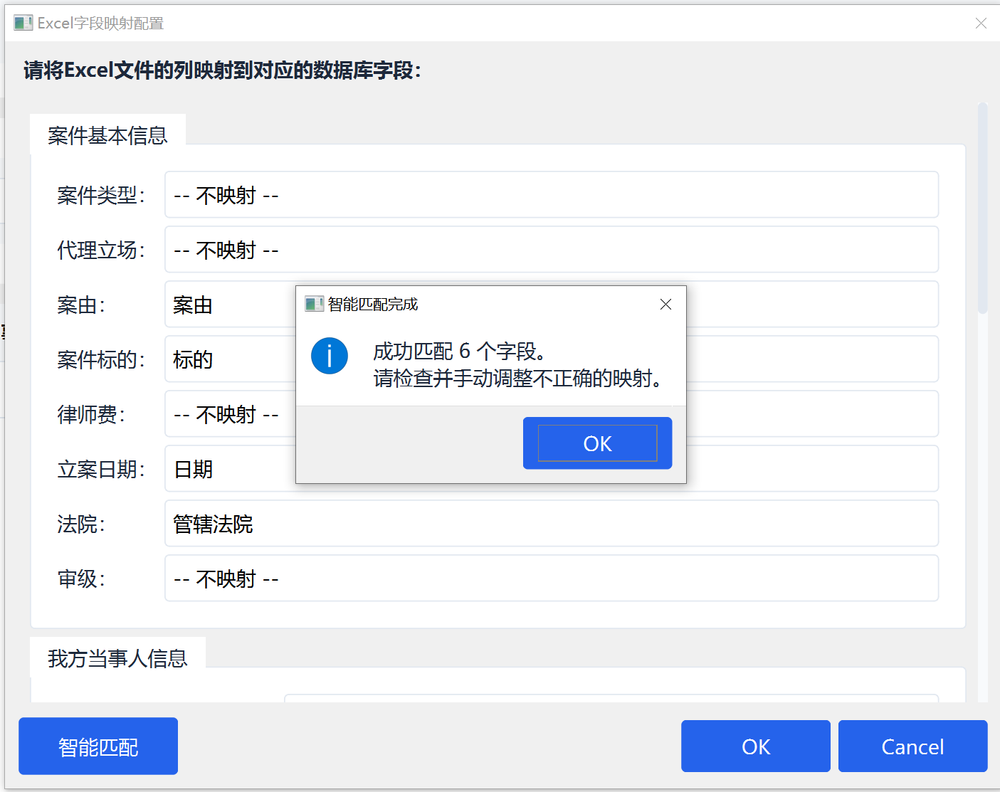 Excel字段映射配置
请将Excel文件的列映射到对应的数据库字段：
案件基本信息
案件类型： -- 不映射 --
代理立场： -- 不映射 --
案由： 案由
案件标的： 标的
律师费： -- 不映射 --
立案日期： 日期
法院： 管辖法院
审级： -- 不映射 --
智能匹配完成
成功匹配 6 个字段。
请检查并手动调整不正确的映射。
OK
我方当事人信息
智能匹配
OK
Cancel